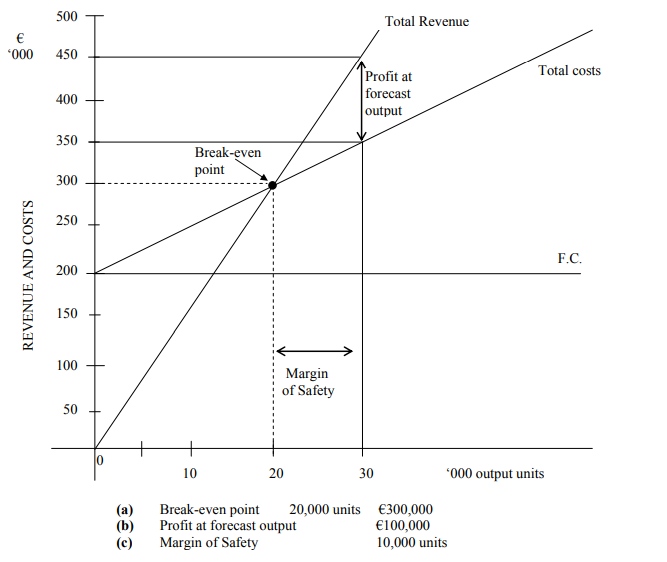 500
Total Revenue
€
‘000
450
Total costs
Profit at
forecast
output
400
350
Break-even
point
300
250
REVENUE AND COSTS
F.C.
200
150
Margin
of Safety
100
50
0
10
20
30
‘000 output units
(a) Break-even point 20,000 units €300,000
(b) Profit at forecast output €100,000
(c) Margin of Safety 10,000 units